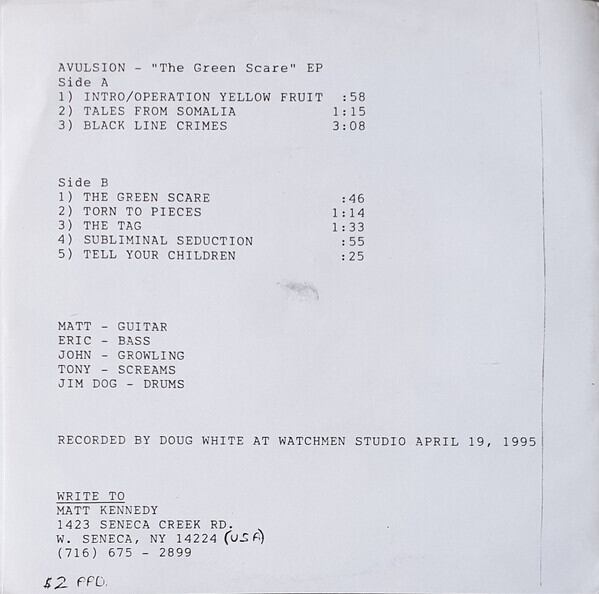 AVULSION - "The Green Scare" EP
Side A
1) INTRO/OPERATION YELLOW FRUIT :58
2) TALES FROM SOMALIA 1:15
3) BLACK LINE CRIMES 3:08
Side B
1) THE GREEN SCARE :46
2) TORN TO PIECES 1:14
3) THE TAG 1:33
4) SUBLIMINAL SEDUCTION :55
5) TELL YOUR CHILDREN :25
MATT - GUITAR
ERIC - BASS
JOHN - GROWLING
TONY - SCREAMS
JIM DOG - DRUMS
RECORDED BY DOUG WHITE AT WATCHMEN STUDIO APRIL 19, 1995
WRITE TO
MATT KENNEDY
1423 SENECA CREEK RD.
W. SENECA, NY 14224 (USA)
(716) 675 - 2899
$2 PPD.